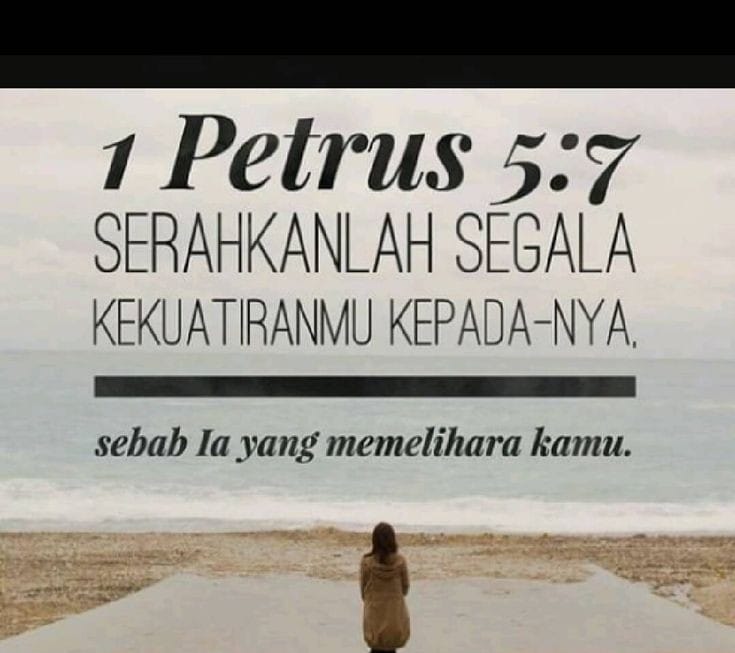 1 Petrus 5:7
SERAHKANLAH SEGALA
KEKUATIRANMU KEPADA-NYA,
sebab Ia yang memelihara kamu.